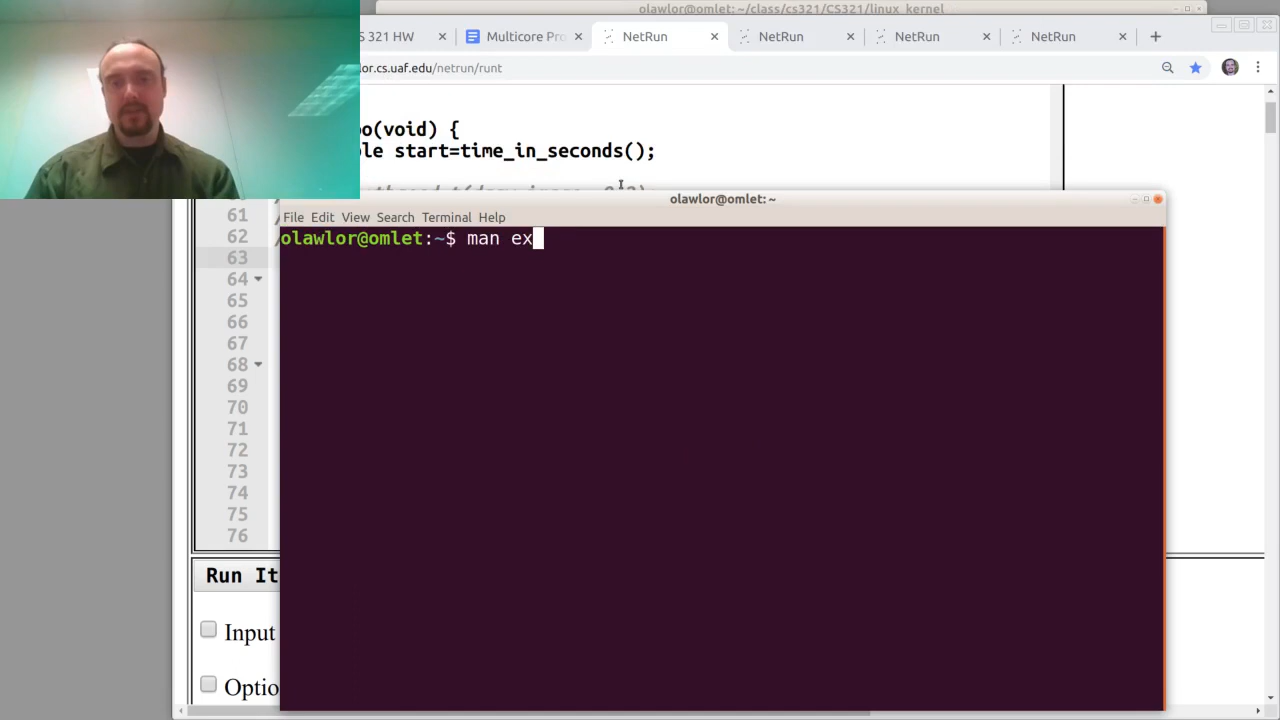 olawlor@omlet: ~/class/cs321/CS321/linux_kernel
S 321 HW
Multicore Pro
NetRun
NetRun
NetRun
NetRun
lor.cs.uaf.edu/netrun/runt
oo(void) {
le start=time_in_seconds();
olawlor@omlet: ~
File Edit View Search Terminal Help
olawlor@omlet:~$ man ex
61
62
63
64
65
66
67
68
69
70
71
72
73
74
75
76
Run It
Input
Optio